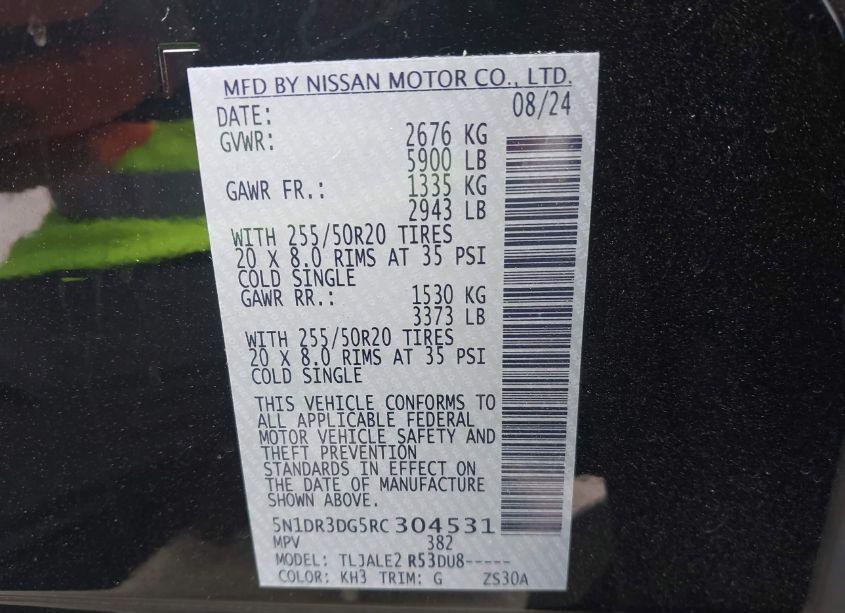 MFD BY NISSAN MOTOR CO., LTD.
DATE: 08/24
GVWR: 2676 KG
5900 LB
GAWR FR.: 1335 KG
2943 LB
WITH 255/50R20 TIRES
20 X 8.0 RIMS AT 35 PSI
COLD SINGLE
GAWR RR.: 1530 KG
3373 LB
WITH 255/50R20 TIRES
20 X 8.0 RIMS AT 35 PSI
COLD SINGLE
THIS VEHICLE CONFORMS TO
ALL APPLICABLE FEDERAL
MOTOR VEHICLE SAFETY AND
THEFT PREVENTION
STANDARDS IN EFFECT ON
THE DATE OF MANUFACTURE
SHOWN ABOVE.
5N1DR3DG5RC304531
MPV 382
MODEL: TLJALE2 R53DU8-----
COLOR: KH3 TRIM: G ZS30A